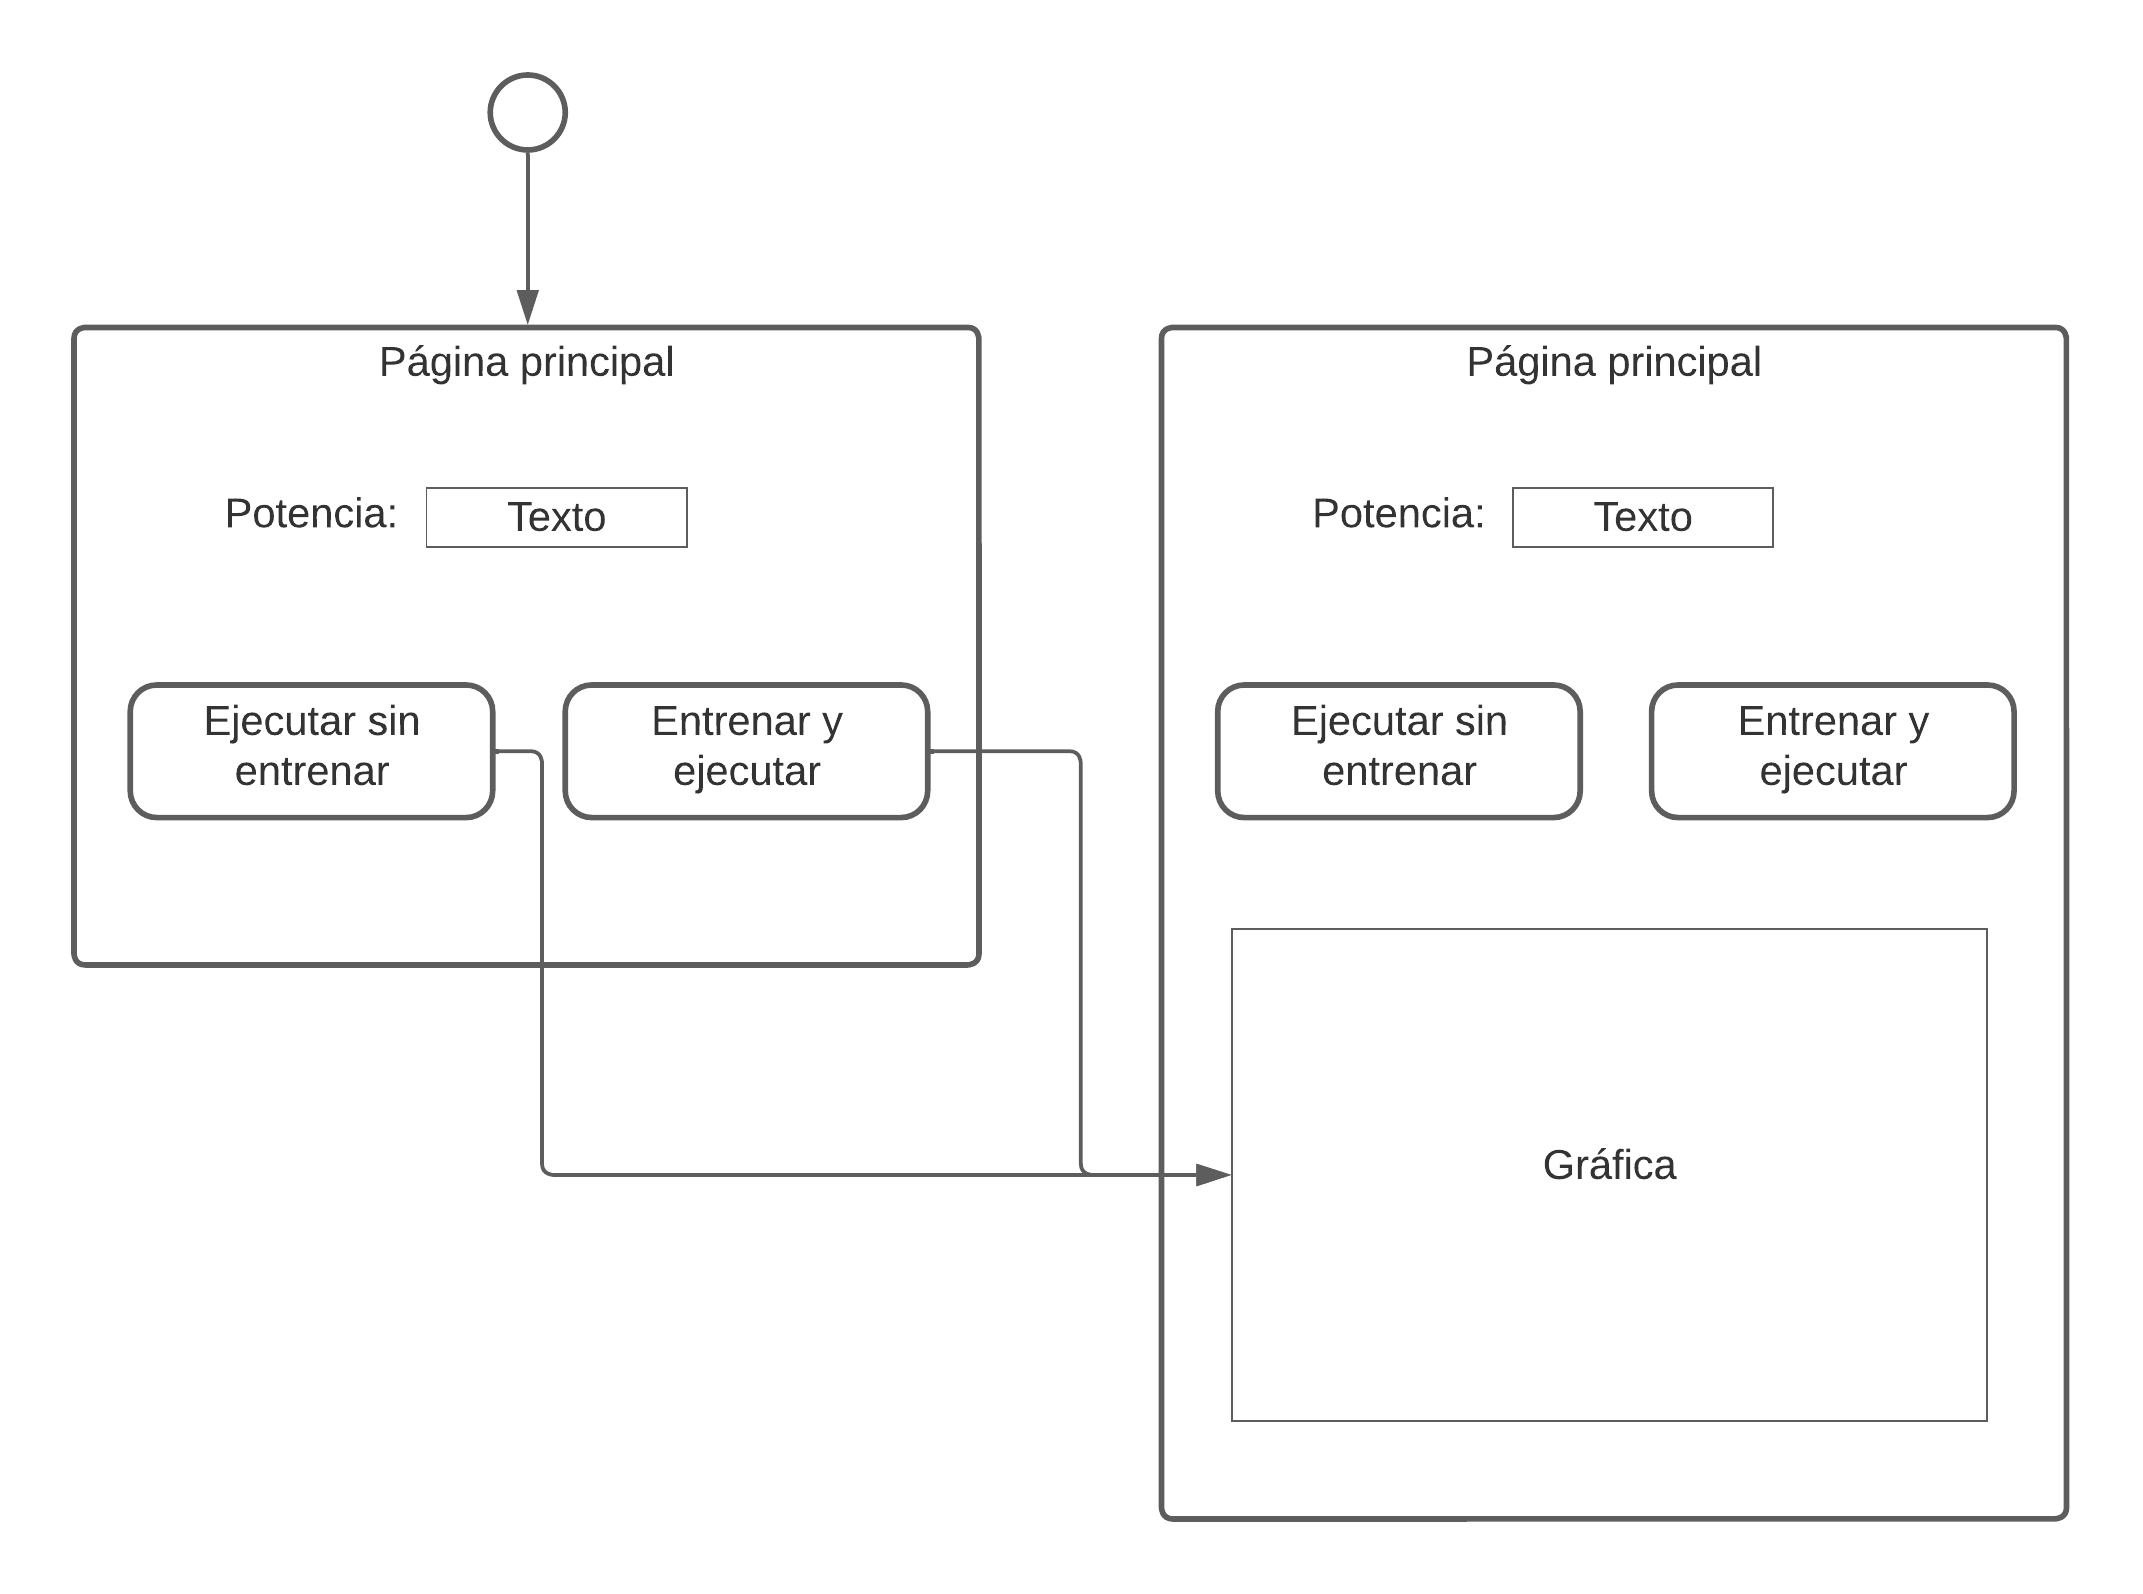 Página principal
Potencia:
Texto
Ejecutar sin
entrenar
Entrenar y
ejecutar
Página principal
Potencia:
Texto
Ejecutar sin
entrenar
Entrenar y
ejecutar
Gráfica